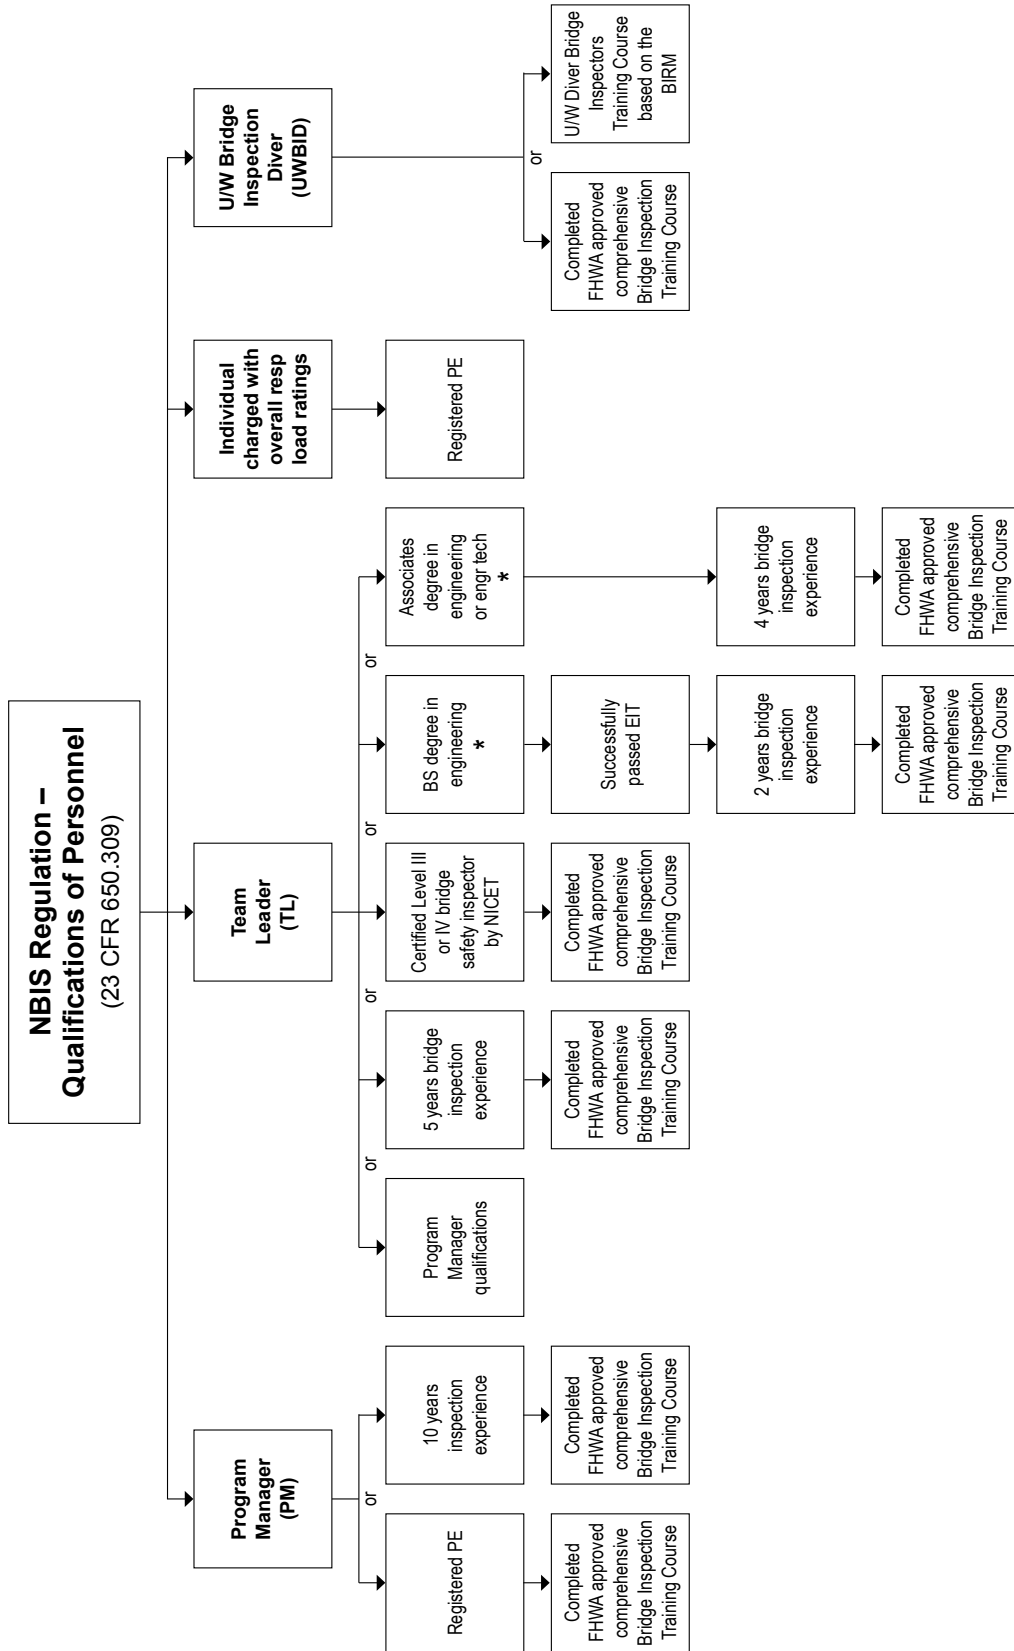 NBIS Regulation –
Qualifications of Personnel
(23 CFR 650.309)
Program
Manager
(PM)
or
Registered PE
Completed
FHWA approved
comprehensive
Bridge Inspection
Training Course
10 years
inspection
experience
Completed
FHWA approved
comprehensive
Bridge Inspection
Training Course
Team
Leader
(TL)
Program
Manager
qualifications
or
5 years bridge
inspection
experience
Completed
FHWA approved
comprehensive
Bridge Inspection
Training Course
or
Certified Level III
or IV bridge
safety inspector
by NICET
Completed
FHWA approved
comprehensive
Bridge Inspection
Training Course
or
BS degree in
engineering
*
Successfully
passed EIT
2 years bridge
inspection
experience
Completed
FHWA approved
comprehensive
Bridge Inspection
Training Course
or
Associates
degree in
engineering
or engr tech
*
4 years bridge
inspection
experience
Completed
FHWA approved
comprehensive
Bridge Inspection
Training Course
Individual
charged with
overall resp
load ratings
Registered PE
U/W Bridge
Inspection
Diver
(UWBID)
or
Completed
FHWA approved
comprehensive
Bridge Inspection
Training Course
U/W Diver Bridge
Inspectors
Training Course
based on the
BIRM